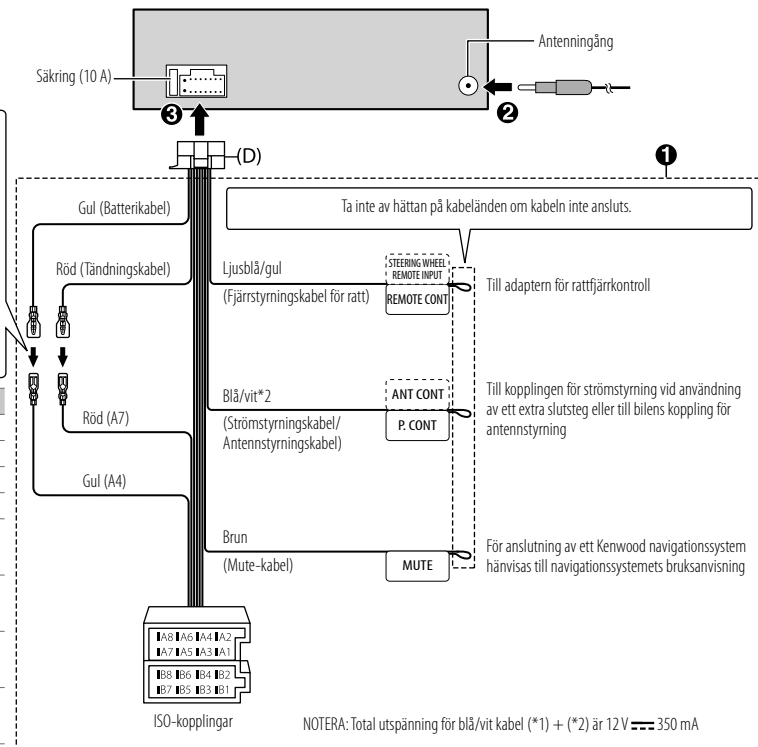 Antenningång
Säkring (10 A)
❸
❷
(D)
❶
Gul (Batterikabel)
Ta inte av hättan på kabeländen om kabeln inte ansluts.
Röd (Tändningskabel)
Ljusblå/gul
(Fjärrstyrningskabel för ratt)
STEERING WHEEL
REMOTE INPUT
REMOTE CONT
Till adaptern för rattfjärrkontroll
Blå/vit*2
(Strömstyrningskabel/
Antennstyrningskabel)
ANT CONT
P. CONT
Till kopplingen för strömstyrning vid användning
av ett extra slutsteg eller till bilens koppling för
antennstyrning
Röd (A7)
Gul (A4)
Brun
(Mute-kabel)
MUTE
För anslutning av ett Kenwood navigationssystem
hänvisas till navigationssystemets bruksanvisning
A8 A6 A4 A2
A7 A5 A3 A1
B8 B6 B4 B2
B7 B5 B3 B1
ISO-kopplingar
NOTERA: Total utspänning för blå/vit kabel (*1) + (*2) är 12 V ⎓ 350 mA